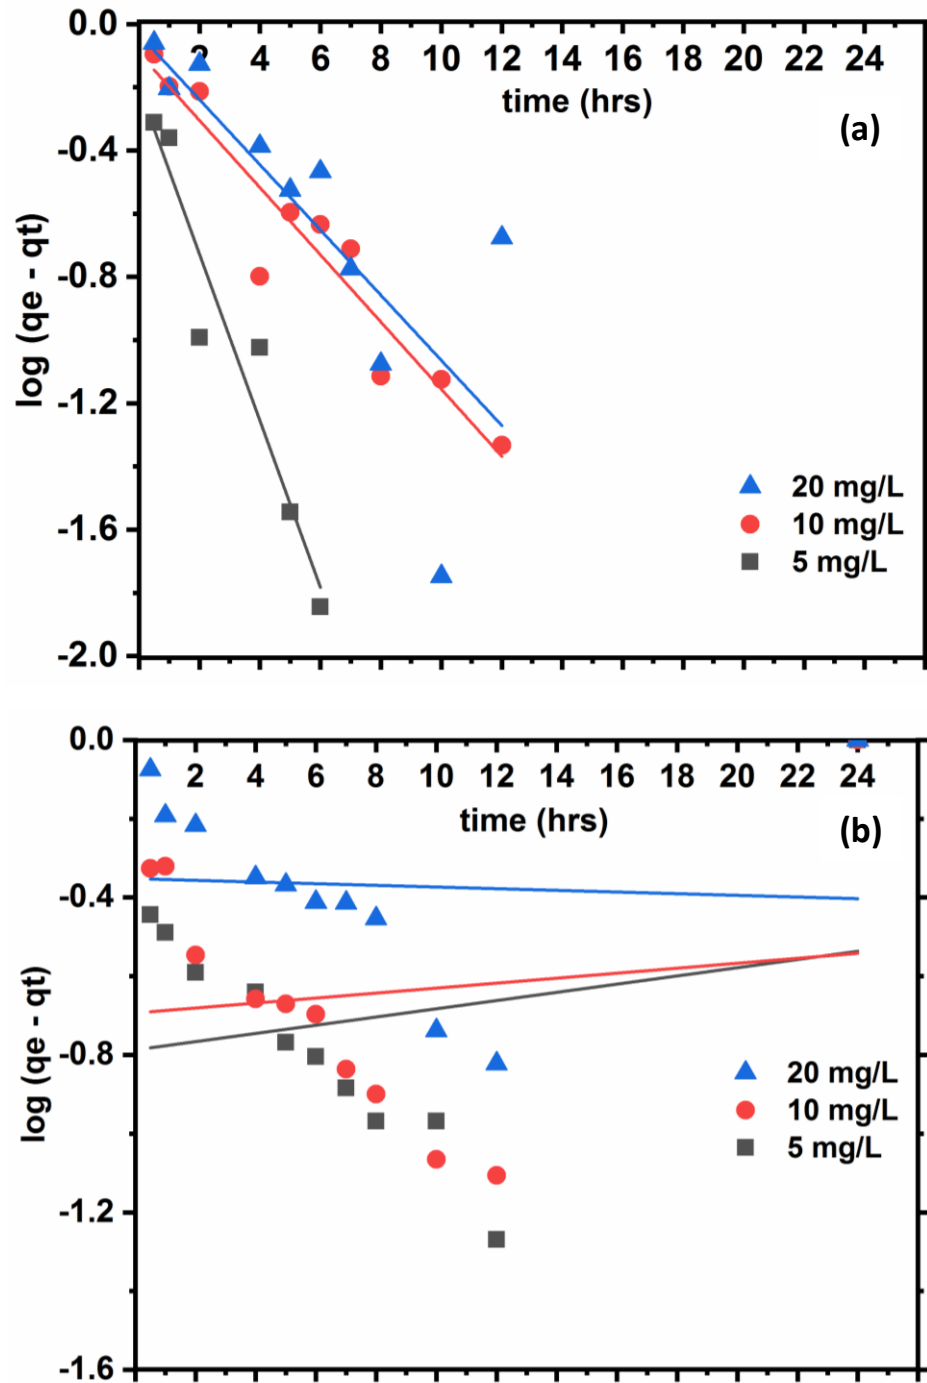 0.0
2 4 6 8 10 12 14 16 18 20 22 24
time (hrs)
(a)
-0.4
-0.8
-1.2
-1.6
-2.0
log (qe - qt)
20 mg/L
10 mg/L
5 mg/L
0.0
2 4 6 8 10 12 14 16 18 20 22 24
time (hrs)
(b)
-0.4
-0.8
-1.2
-1.6
log (qe - qt)
20 mg/L
10 mg/L
5 mg/L